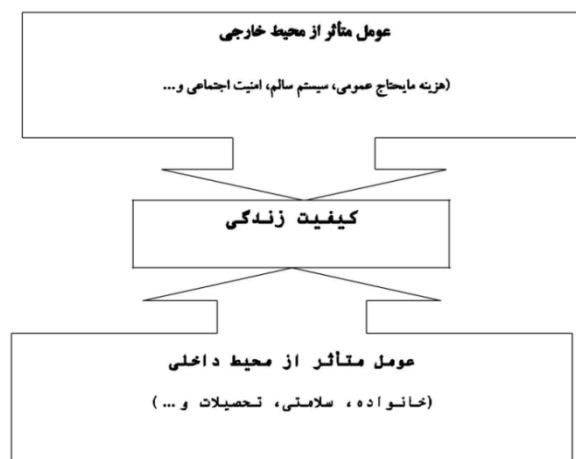 عومل متأثر از محیط خارجی
(هزینه مایحتاج عمومی، سیستم سالم، امنیت اجتماعی و...
کیفیت زندگی
عومل متأثر از محیط داخلی
(خانواده، سلامتی، تحصیلات و ...)